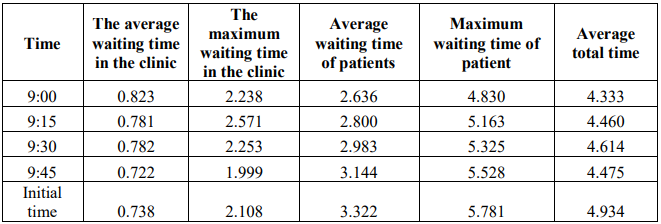 Time | The average waiting time in the clinic | The maximum waiting time in the clinic | Average waiting time of patients | Maximum waiting time of patient | Average total time
9:00 | 0.823 | 2.238 | 2.636 | 4.830 | 4.333
9:15 | 0.781 | 2.571 | 2.800 | 5.163 | 4.460
9:30 | 0.782 | 2.253 | 2.983 | 5.325 | 4.614
9:45 | 0.722 | 1.999 | 3.144 | 5.528 | 4.475
Initial time | 0.738 | 2.108 | 3.322 | 5.781 | 4.934